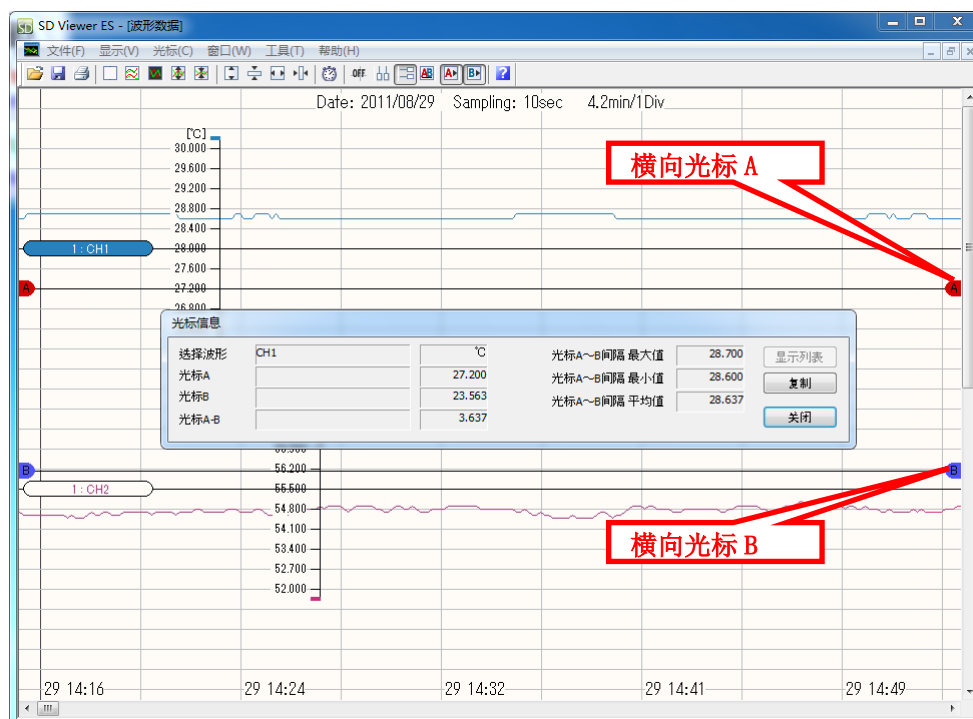 SD Viewer ES - [波形数据]
文件(F) 显示(V) 光标(C) 窗口(W) 工具(T) 帮助(H)
OFF AB A B ?
Date: 2011/08/29 Sampling: 10sec 4.2min/1Div
[℃]
30.000
29.600
29.200
28.800
28.400
1 : CH1 28.000
27.600
A 27.200 A
26.800
横向光标 A
光标信息
选择波形 CH1 ℃ 光标A～B间隔 最大值 28.700 显示列表
光标A 27.200 光标A～B间隔 最小值 28.600 复制
光标B 23.563 光标A～B间隔 平均值 28.637
光标A-B 3.637 关闭
B 56.200 B
1 : CH2 55.500
54.800
54.100
53.400
52.700
52.000
横向光标 B
29 14:16 29 14:24 29 14:32 29 14:41 29 14:49